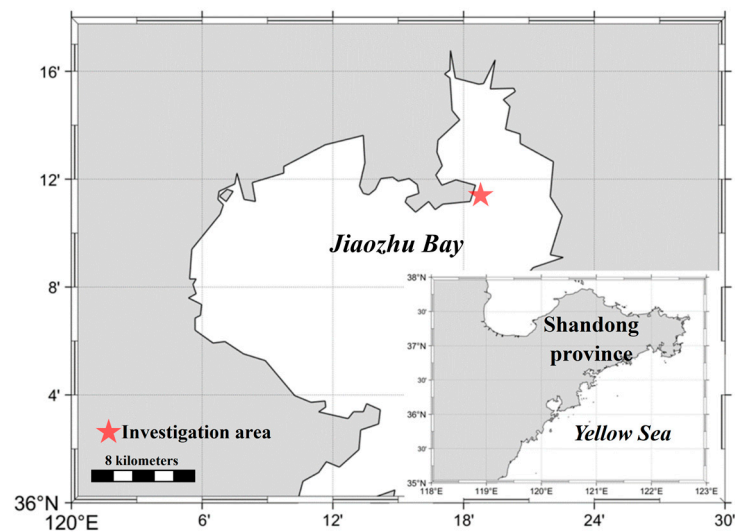 16'
12'
Jiaozhu Bay
8'
4'
Investigation area
8 kilometers
36°N
120°E
6'
12'
18'
24'
30'
38°N
30'
37°N
30'
36°N
30'
35°N
118°E
119°E
120°E
121°E
122°E
123°E
Shandong
province
Yellow Sea